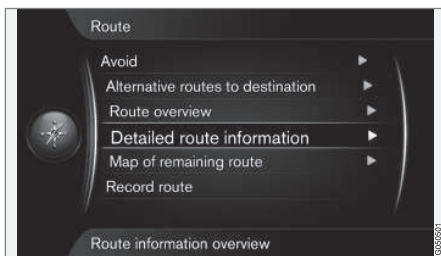 Route
Avoid
Alternative routes to destination
Route overview
Detailed route information
Map of remaining route
Record route
Route information overview
G050501